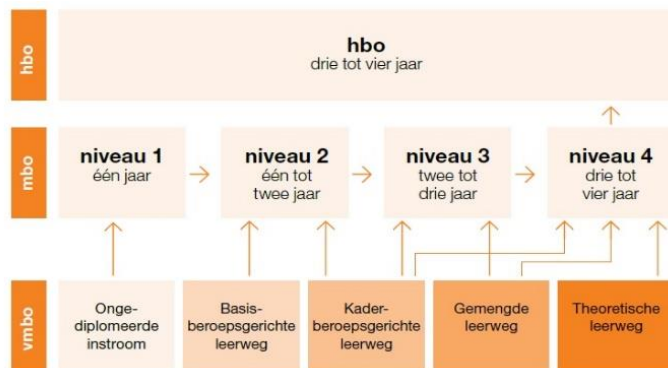 hbo
hbo
drie tot vier jaar
mbo
niveau 1
één jaar
niveau 2
één tot
twee jaar
niveau 3
twee tot
drie jaar
niveau 4
drie tot
vier jaar
vmbo
Onge-
diplomeerde
instroom
Basis-
beroepsgerichte
leerweg
Kader-
beroepsgerichte
leerweg
Gemengde
leerweg
Theoretische
leerweg